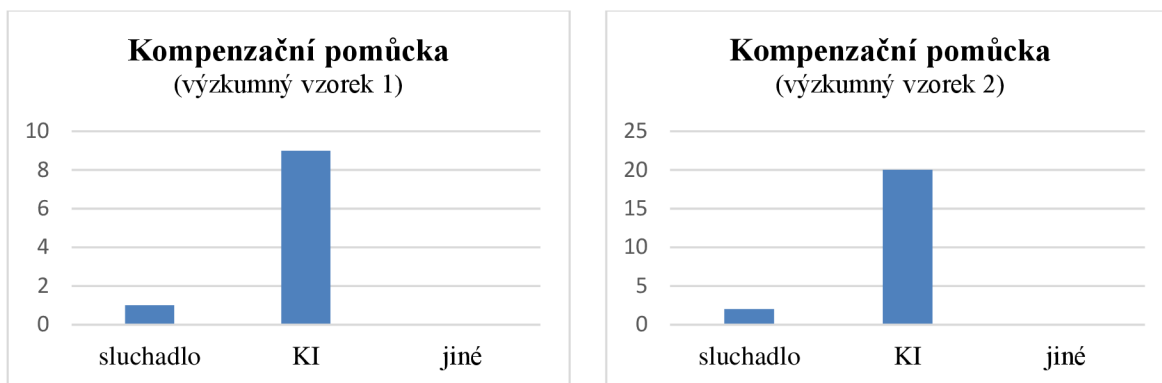 Kompenzační pomůcka
(výzkumný vzorek 1)
10
8
6
4
2
0
sluchadlo KI jiné
Kompenzační pomůcka
(výzkumný vzorek 2)
25
20
15
10
5
0
sluchadlo KI jiné